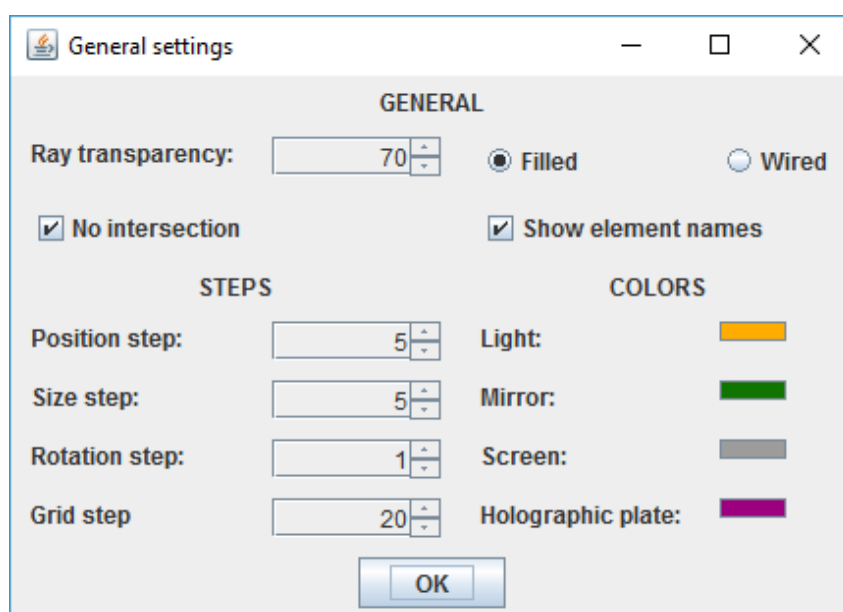 General settings
GENERAL
Ray transparency: 70 Filled Wired
No intersection Show element names
STEPS COLORS
Position step: 5 Light:
Size step: 5 Mirror:
Rotation step: 1 Screen:
Grid step 20 Holographic plate:
OK